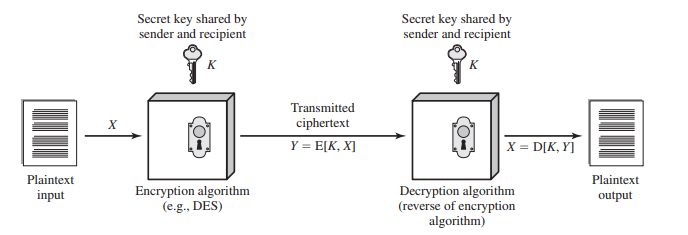 Secret key shared by
sender and recipient
K
Secret key shared by
sender and recipient
K
X
Transmitted
ciphertext
Y = E[K, X]
X = D[K, Y]
Plaintext
input
Encryption algorithm
(e.g., DES)
Decryption algorithm
(reverse of encryption
algorithm)
Plaintext
output